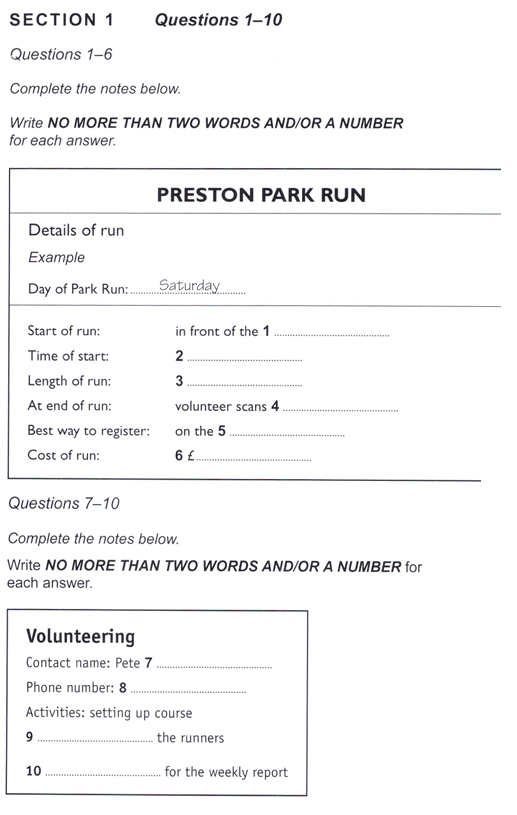 SECTION 1 Questions 1–10
Questions 1–6
Complete the notes below.
Write NO MORE THAN TWO WORDS AND/OR A NUMBER
for each answer.
PRESTON PARK RUN
Details of run
Example
Day of Park Run: ........ Saturday ........
Start of run: in front of the 1 ........................
Time of start: 2 ........................
Length of run: 3 ........................
At end of run: volunteer scans 4 ........................
Best way to register: on the 5 ........................
Cost of run: 6 £ ........................
Questions 7–10
Complete the notes below.
Write NO MORE THAN TWO WORDS AND/OR A NUMBER for
each answer.
Volunteering
Contact name: Pete 7 ........................
Phone number: 8 ........................
Activities: setting up course
9 ........................ the runners
10 ........................ for the weekly report